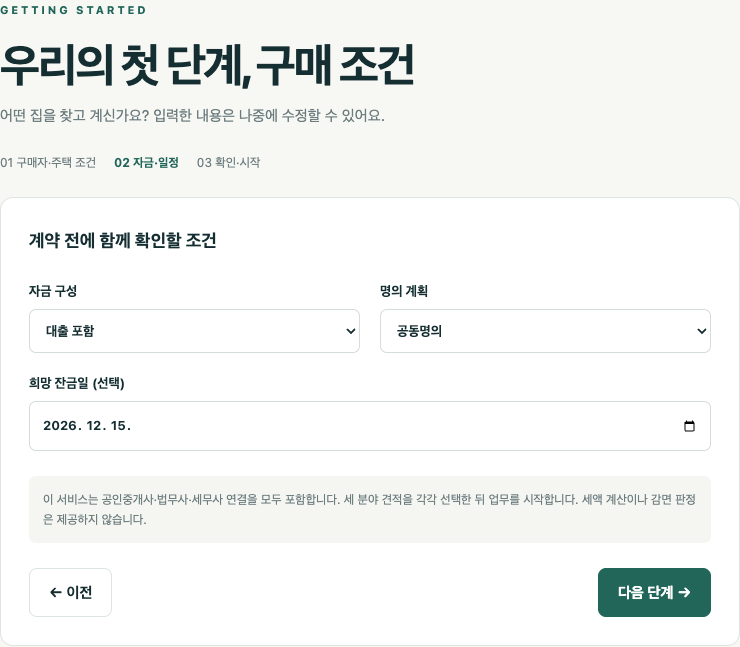 GETTING STARTED
우리의 첫 단계, 구매 조건
어떤 집을 찾고 계신가요? 입력한 내용은 나중에 수정할 수 있어요.
01 구매자·주택 조건 02 자금·일정 03 확인·시작
계약 전에 함께 확인할 조건
자금 구성 명의 계획
대출 포함 공동명의
희망 잔금일 (선택)
2026. 12. 15.
이 서비스는 공인중개사·법무사·세무사 연결을 모두 포함합니다. 세 분야 견적을 각각 선택한 뒤 업무를 시작합니다. 세액 계산이나 감면 판정
은 제공하지 않습니다.
← 이전 다음 단계 →